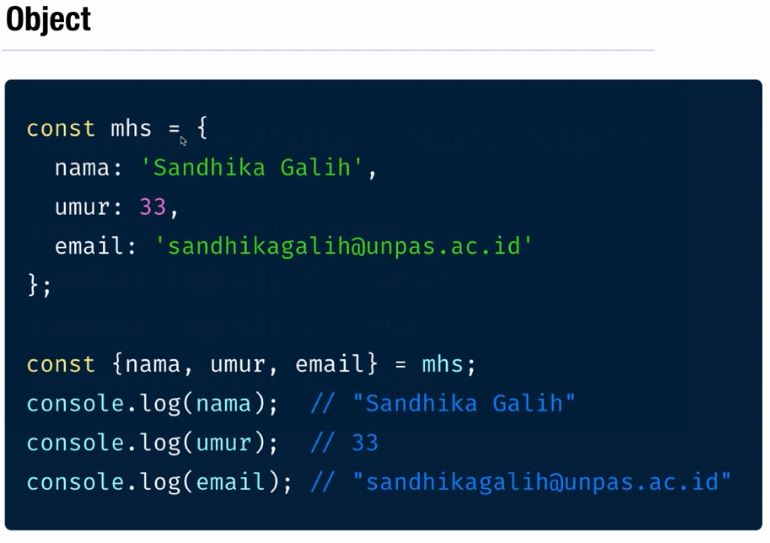 Object
const mhs = {
  nama: 'Sandhika Galih',
  umur: 33,
  email: 'sandhikagalih@unpas.ac.id'
};
const {nama, umur, email} = mhs;
console.log(nama);  // "Sandhika Galih"
console.log(umur);  // 33
console.log(email); // "sandhikagalih@unpas.ac.id"